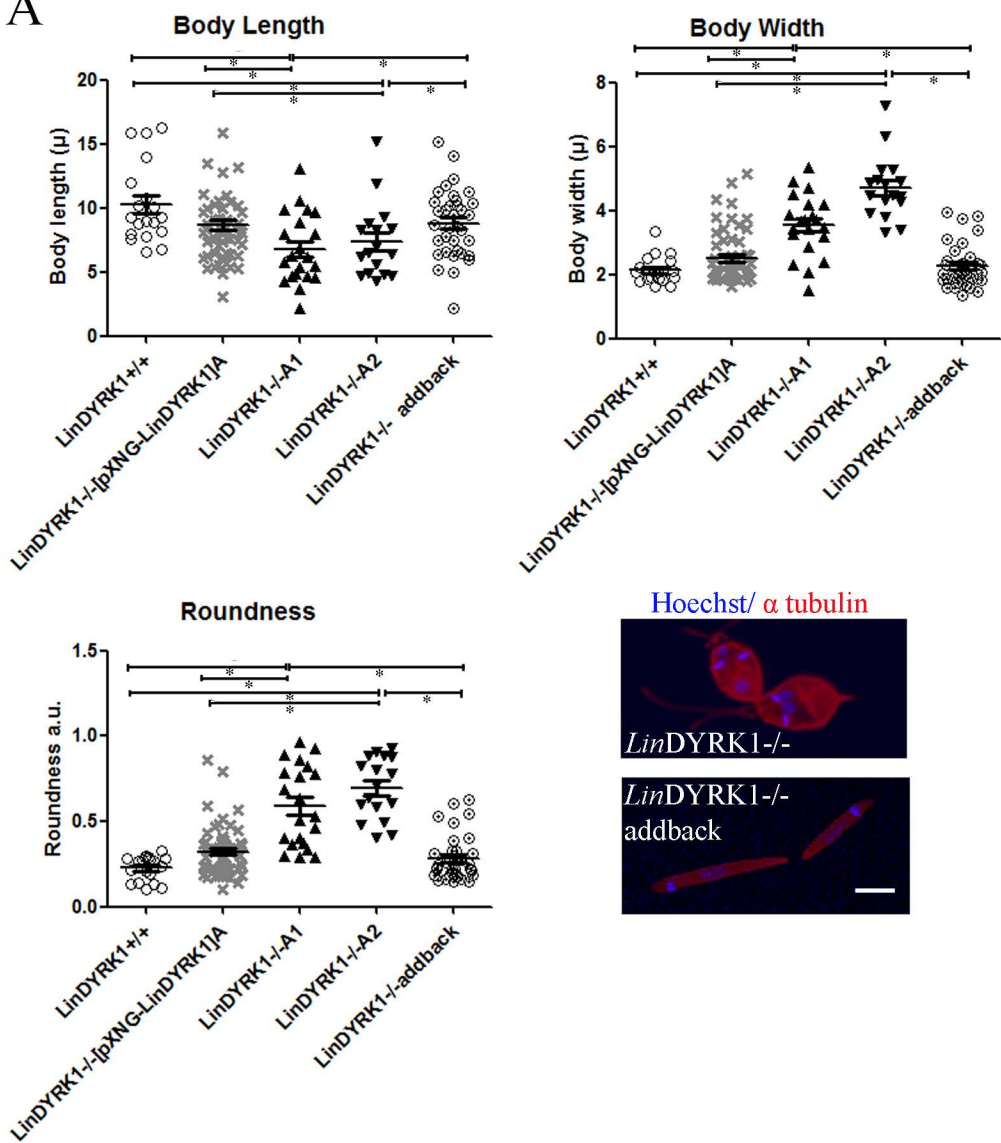 A
Body Length
* *
* *
* *
*
20
15
10
5
0
Body length (μ)
LinDYRK1+/+
LinDYRK1-/-[pXNG-LinDYRK1]A
LinDYRK1-/-A1
LinDYRK1-/-A2
LinDYRK1-/- addback
Body Width
* *
* *
* *
*
8
6
4
2
0
Body width (μ)
LinDYRK1+/+
LinDYRK1-/-[pXNG-LinDYRK1]A
LinDYRK1-/-A1
LinDYRK1-/-A2
LinDYRK1-/-addback
Roundness
* *
*
* *
*
1.5
1.0
0.5
0.0
Roundness a.u.
LinDYRK1+/+
LinDYRK1-/-[pXNG-LinDYRK1]A
LinDYRK1-/-A1
LinDYRK1-/-A2
LinDYRK1-/-addback
Hoechst/ α tubulin
LinDYRK1-/-
LinDYRK1-/-
addback